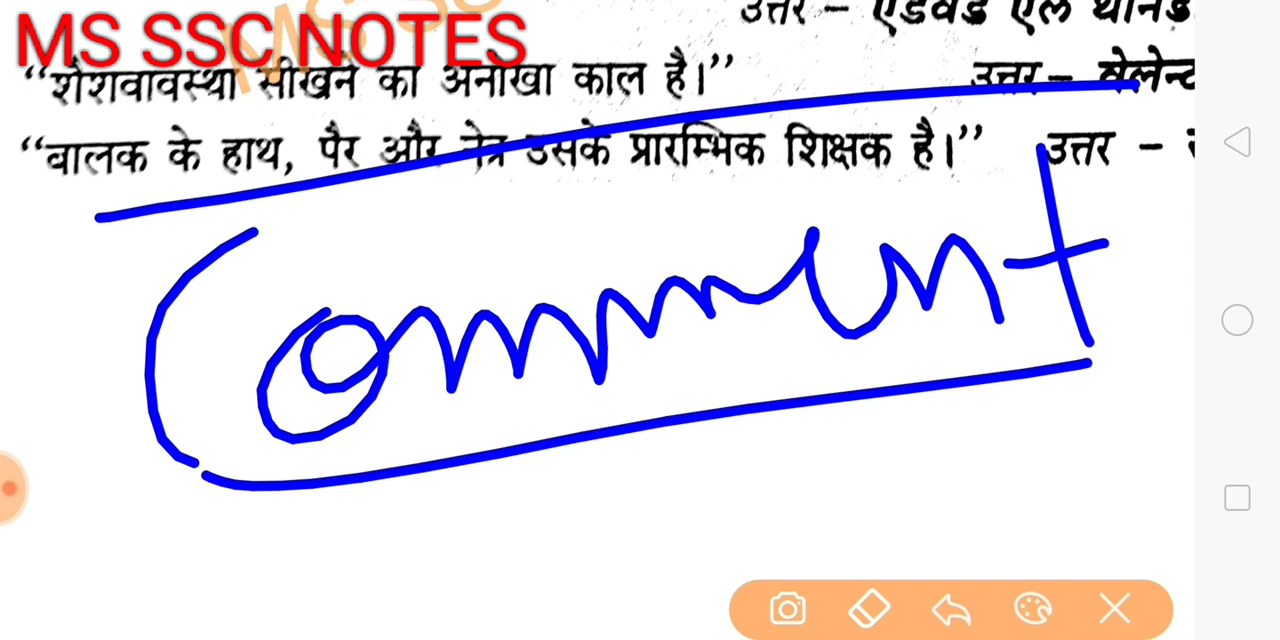 उत्तर – एडवर्ड एल
MS SSC NOTES
“शैशवावस्था सीखने का अनोखा काल है।” उत्तर –
“बालक के हाथ, पैर और नेत्र उसके प्रारम्भिक शिक्षक है।” उत्तर –
Comment